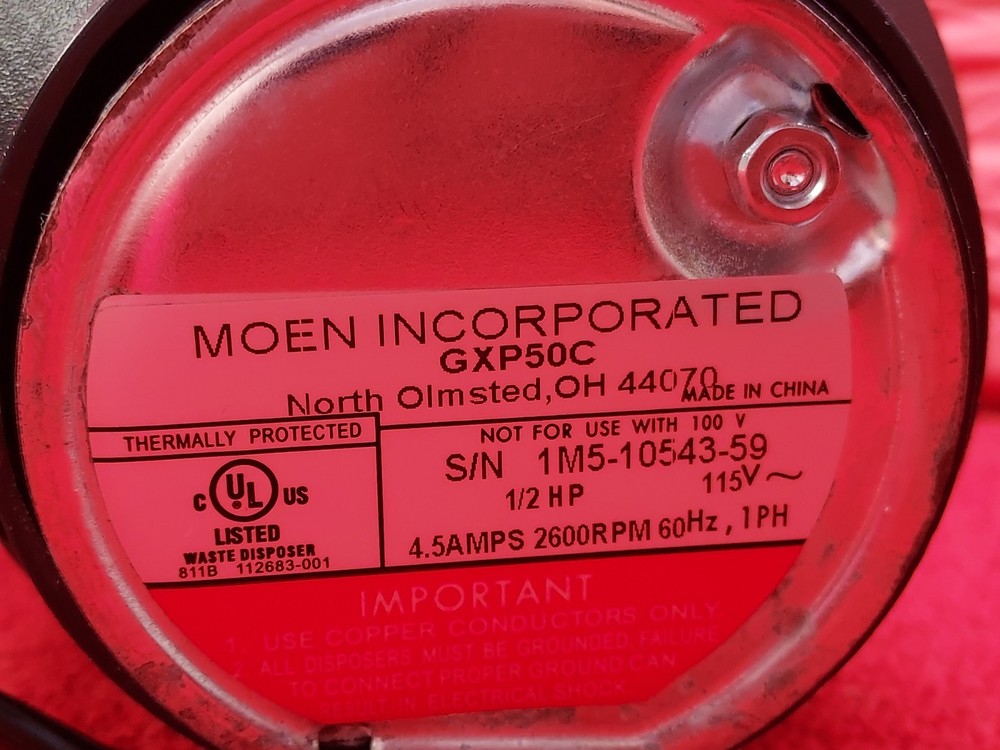 MOEN INCORPORATED
GXP50C
North Olmsted,OH 44070
MADE IN CHINA
THERMALLY PROTECTED
C UL US
LISTED
WASTE DISPOSER
811B 112683-001
NOT FOR USE WITH 100 V
S/N 1M5-10543-59
1/2 HP 115V~
4.5AMPS 2600RPM 60Hz, 1PH
IMPORTANT
1. USE COPPER CONDUCTORS ONLY
2. ALL DISPOSERS MUST BE GROUNDED. FAILURE
TO CONNECT PROPER GROUND CAN
RESULT IN ELECTRICAL SHOCK